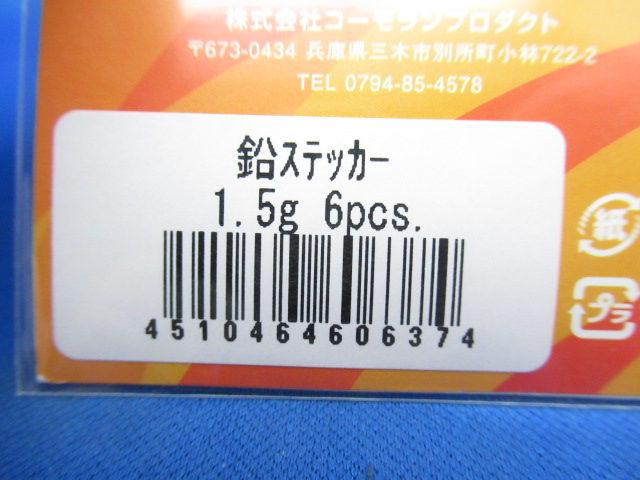 株式会社コーモランプロダクト
〒673-0434 兵庫県三木市別所町小林722-2
TEL 0794-85-4578
鉛ステッカー
1.5g 6pcs.
4510464606374
紙
プラ